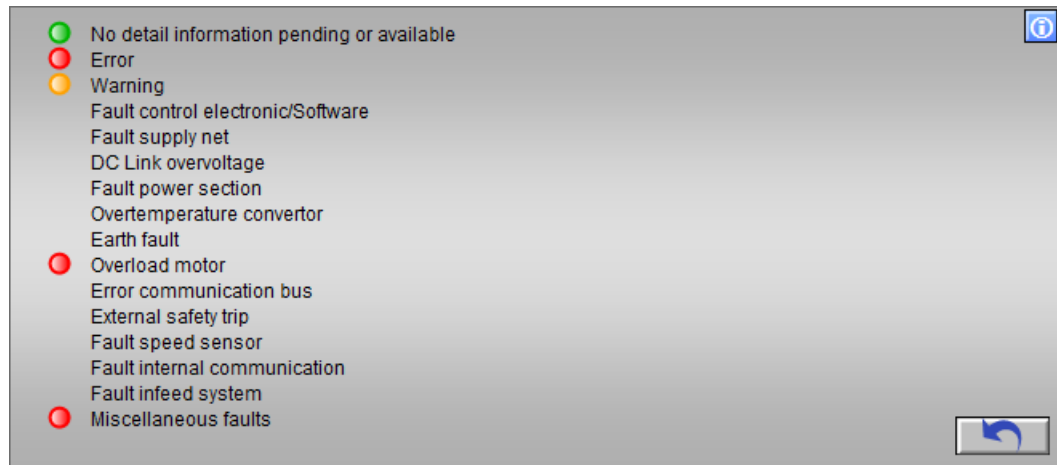 No detail information pending or available
Error
Warning
Fault control electronic/Software
Fault supply net
DC Link overvoltage
Fault power section
Overtemperature convertor
Earth fault
Overload motor
Error communication bus
External safety trip
Fault speed sensor
Fault internal communication
Fault infeed system
Miscellaneous faults